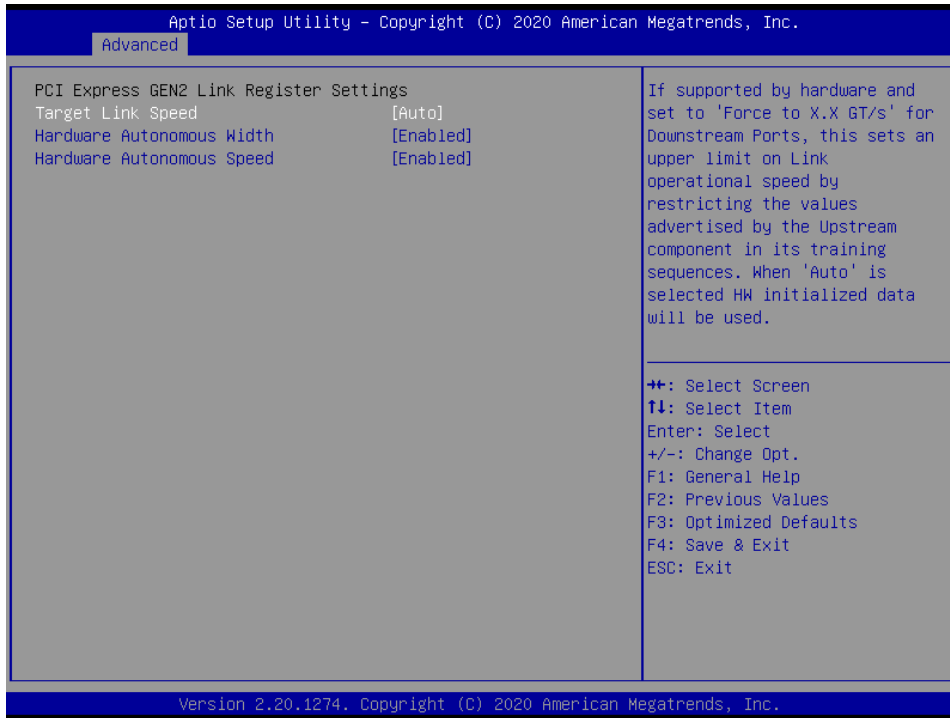 Aptio Setup Utility – Copyright (C) 2020 American Megatrends, Inc.
Advanced
PCI Express GEN2 Link Register Settings
Target Link Speed [Auto]
Hardware Autonomous Width [Enabled]
Hardware Autonomous Speed [Enabled]
If supported by hardware and
set to 'Force to X.X GT/s' for
Downstream Ports, this sets an
upper limit on Link
operational speed by
restricting the values
advertised by the Upstream
component in its training
sequences. When 'Auto' is
selected HW initialized data
will be used.
→←: Select Screen
↑↓: Select Item
Enter: Select
+/-: Change Opt.
F1: General Help
F2: Previous Values
F3: Optimized Defaults
F4: Save & Exit
ESC: Exit
Version 2.20.1274. Copyright (C) 2020 American Megatrends, Inc.